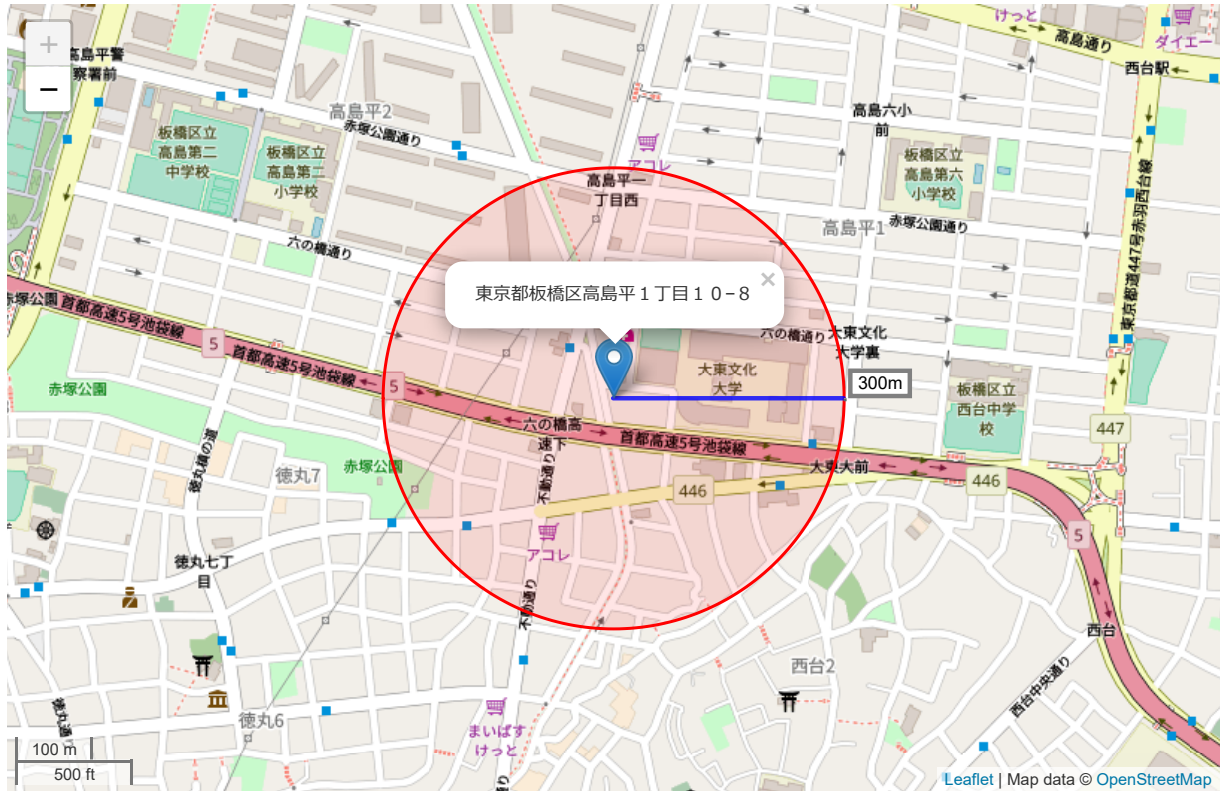 +
−
高島平警
察署前
けっと
高島通り
ダイエー
西台駅
高島平2
赤塚公園通り
高島六小
前
板橋区立
高島第二
中学校
板橋区立
高島第二
小学校
アコレ
高島平一
丁目西
板橋区立
高島第六
小学校
高島平1
赤塚公園通り
東京都道447号赤羽西台線
六の橋通り
東京都板橋区高島平１丁目１０−８
×
赤塚公園
首都高速5号池袋線
5
首都高速5号池袋線
5
六の橋通り
大東文化
大学裏
大東文化
大学
300m
赤塚公園
板橋区立
西台中学
校
447
六の橋高
速下
首都高速5号池袋線
大東大前
446
446
徳丸槙の道
徳丸7
赤塚公園
不動通り
5
アコレ
徳丸七丁
目
不動通り
西台
西台2
西台中央通り
徳丸通
徳丸6
まいばす
けっと
100 m
500 ft
Leaflet | Map data © OpenStreetMap